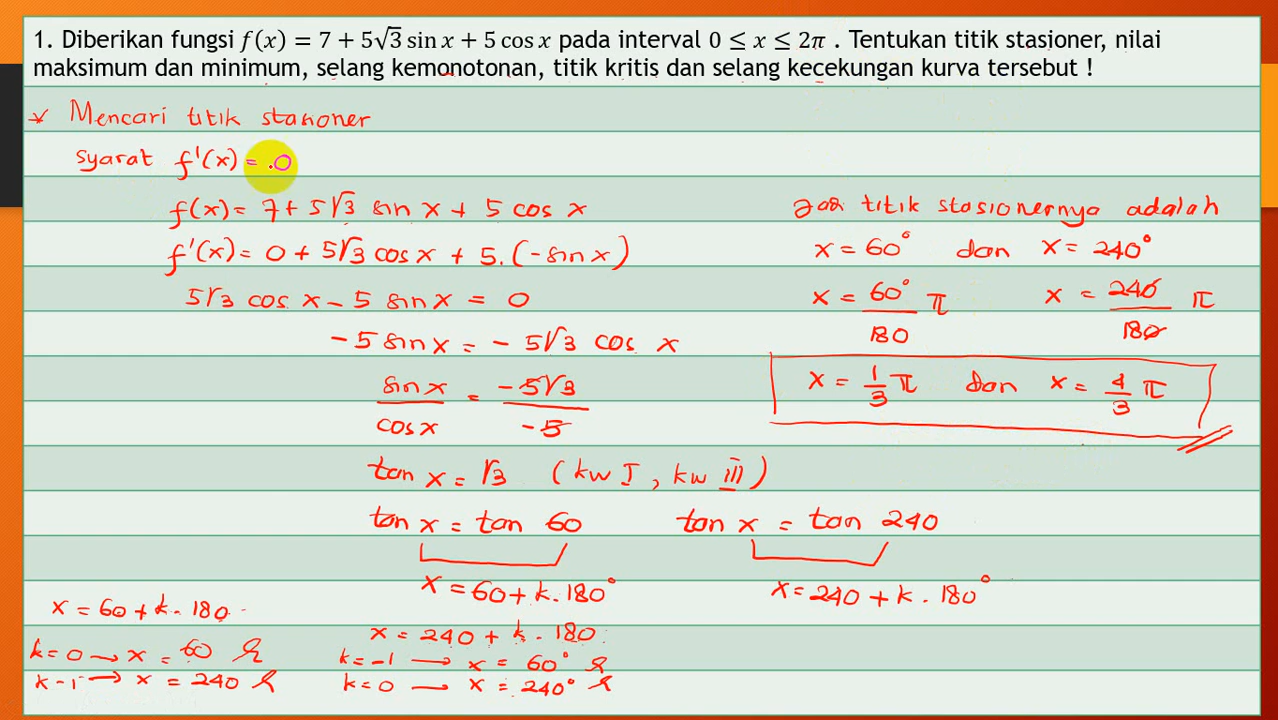 1. Diberikan fungsi f(x) = 7 + 5√3 sin x + 5 cos x pada interval 0 ≤ x ≤ 2π . Tentukan titik stasioner, nilai
maksimum dan minimum, selang kemonotonan, titik kritis dan selang kecekungan kurva tersebut !
* Mencari titik stasioner
syarat f'(x) = 0
f(x) = 7 + 5√3 sin x + 5 cos x
f'(x) = 0 + 5√3 cos x + 5. (-sin x)
5√3 cos x - 5 sin x = 0
-5 sin x = -5√3 cos x
sin x / cos x = -5√3 / -5
tan x = √3 (kw I, kw III)
tan x = tan 60 tan x = tan 240
x = 60 + k. 180° x = 240 + k. 180°
x = 60 + k. 180
k=0 → x = 60
k=1 → x = 240
x = 240 + k. 180
k=-1 → x = 60°
k=0 → x = 240°
Jadi titik stasionernya adalah
x = 60° dan x = 240°
x = 60°/180 π x = 240/180 π
x = 1/3 π dan x = 4/3 π